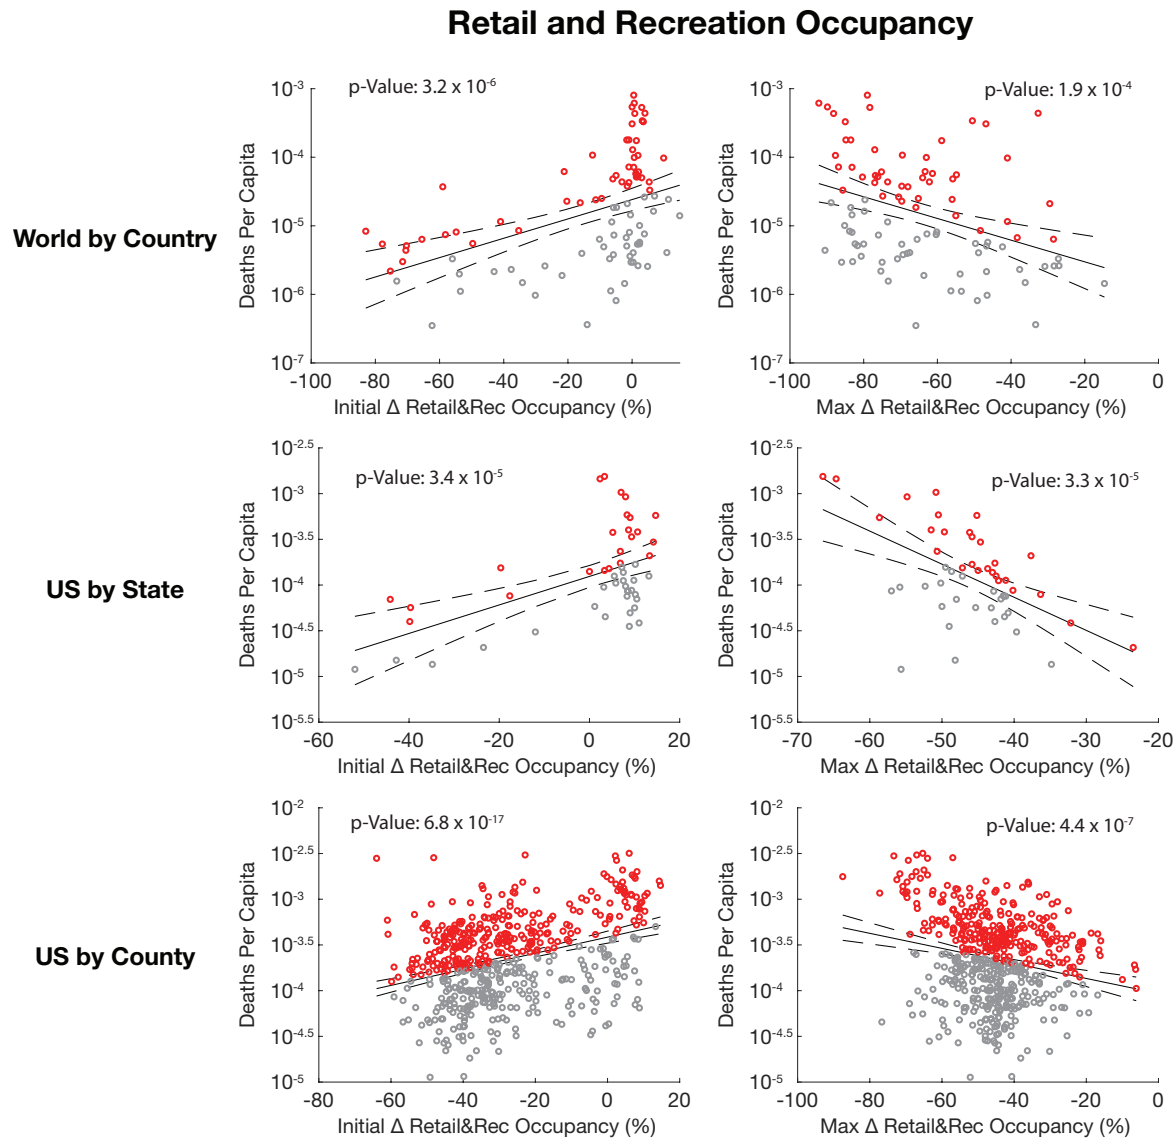 Retail and Recreation Occupancy
World by Country
Deaths Per Capita
p-Value: 3.2 x 10⁻⁶
10⁻³
10⁻⁴
10⁻⁵
10⁻⁶
10⁻⁷
-100 -80 -60 -40 -20 0
Initial Δ Retail&Rec Occupancy (%)
Deaths Per Capita
p-Value: 1.9 x 10⁻⁴
10⁻³
10⁻⁴
10⁻⁵
10⁻⁶
10⁻⁷
-100 -80 -60 -40 -20 0
Max Δ Retail&Rec Occupancy (%)
US by State
Deaths Per Capita
p-Value: 3.4 x 10⁻⁵
10⁻²·⁵
10⁻³
10⁻³·⁵
10⁻⁴
10⁻⁴·⁵
10⁻⁵
10⁻⁵·⁵
-60 -40 -20 0 20
Initial Δ Retail&Rec Occupancy (%)
Deaths Per Capita
p-Value: 3.3 x 10⁻⁵
10⁻²·⁵
10⁻³
10⁻³·⁵
10⁻⁴
10⁻⁴·⁵
10⁻⁵
10⁻⁵·⁵
-70 -60 -50 -40 -30 -20
Max Δ Retail&Rec Occupancy (%)
US by County
Deaths Per Capita
p-Value: 6.8 x 10⁻¹⁷
10⁻²
10⁻²·⁵
10⁻³
10⁻³·⁵
10⁻⁴
10⁻⁴·⁵
10⁻⁵
-80 -60 -40 -20 0 20
Initial Δ Retail&Rec Occupancy (%)
Deaths Per Capita
p-Value: 4.4 x 10⁻⁷
10⁻²
10⁻²·⁵
10⁻³
10⁻³·⁵
10⁻⁴
10⁻⁴·⁵
10⁻⁵
-100 -80 -60 -40 -20 0
Max Δ Retail&Rec Occupancy (%)